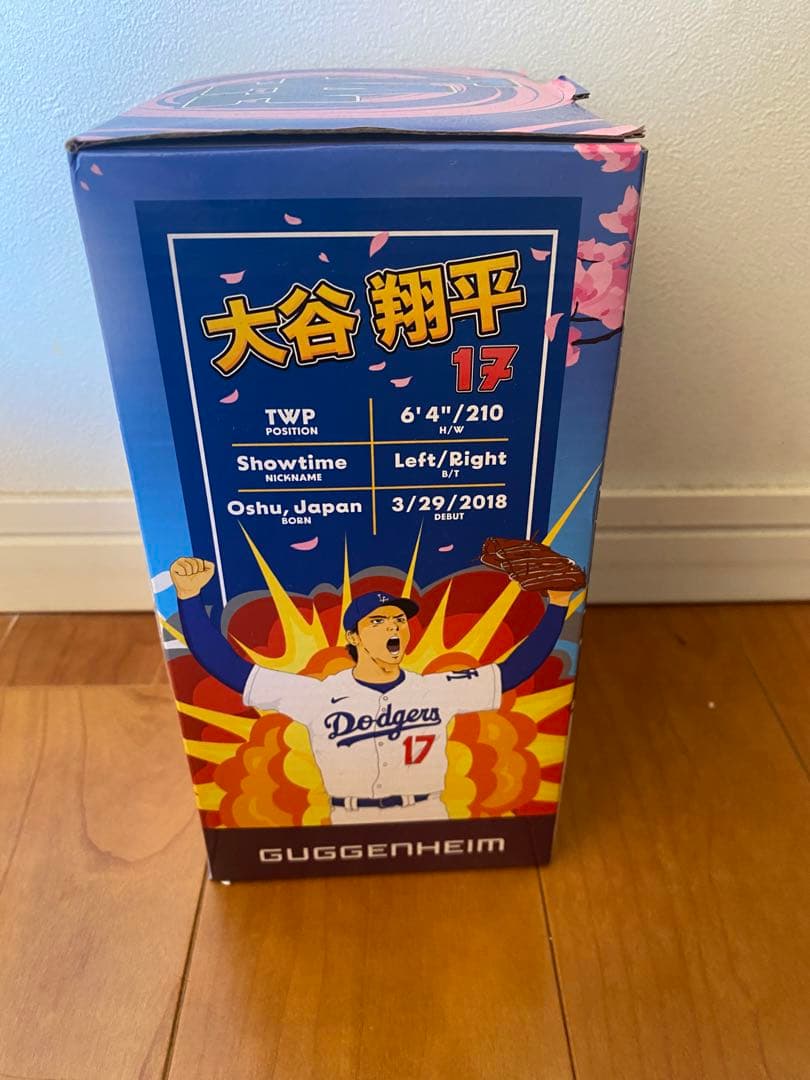 大谷 翔平
17
TWP
POSITION
6'4"/210
H/W
Showtime
NICKNAME
Left/Right
B/T
Oshu, Japan
BORN
3/29/2018
DEBUT
LA
Dodgers
17
GUGGENHEIM